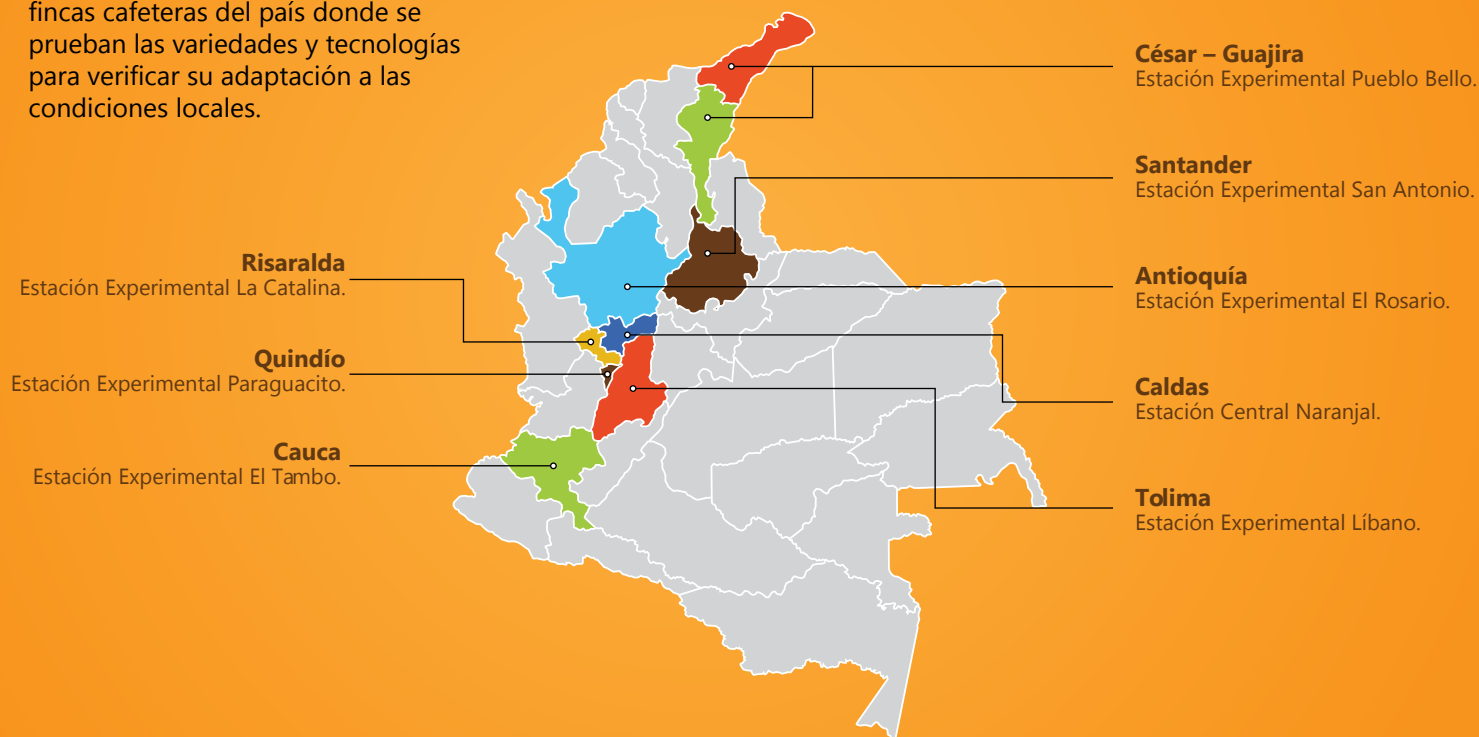 fincas cafeteras del país donde se
prueban las variedades y tecnologías
para verificar su adaptación a las
condiciones locales.
César – Guajira
Estación Experimental Pueblo Bello.
Santander
Estación Experimental San Antonio.
Risaralda
Estación Experimental La Catalina.
Antioquía
Estación Experimental El Rosario.
Quindío
Estación Experimental Paraguacito.
Caldas
Estación Central Naranjal.
Cauca
Estación Experimental El Tambo.
Tolima
Estación Experimental Líbano.